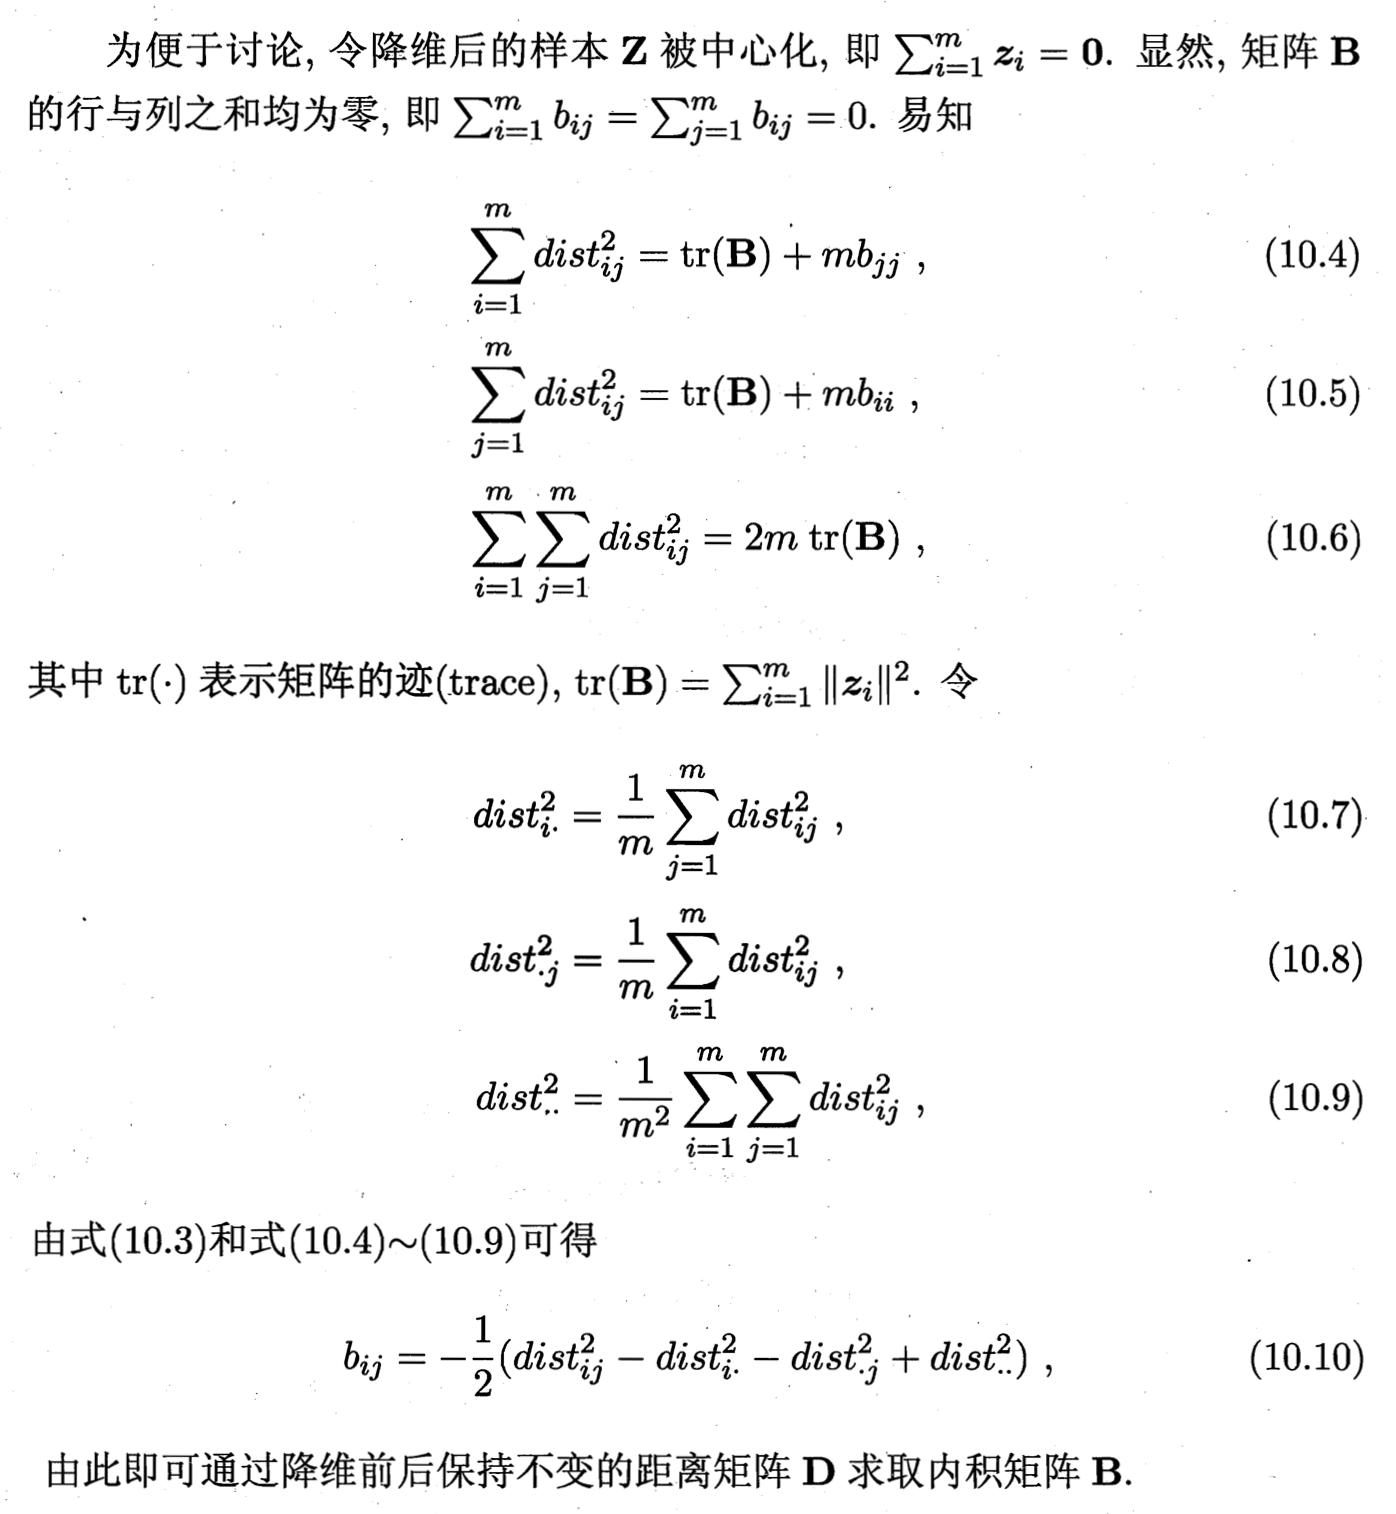 为便于讨论, 令降维后的样本 Z 被中心化, 即 $\sum_{i=1}^{m} \boldsymbol{z}_i = \mathbf{0}$. 显然, 矩阵 $\mathbf{B}$
的行与列之和均为零, 即 $\sum_{i=1}^{m} b_{ij} = \sum_{j=1}^{m} b_{ij} = 0$. 易知
$\sum_{i=1}^{m} dist_{ij}^2 = \mathrm{tr}(\mathbf{B}) + m b_{jj}$ , (10.4)
$\sum_{j=1}^{m} dist_{ij}^2 = \mathrm{tr}(\mathbf{B}) + m b_{ii}$ , (10.5)
$\sum_{i=1}^{m} \sum_{j=1}^{m} dist_{ij}^2 = 2m\ \mathrm{tr}(\mathbf{B})$ , (10.6)
其中 $\mathrm{tr}(\cdot)$ 表示矩阵的迹(trace), $\mathrm{tr}(\mathbf{B}) = \sum_{i=1}^{m} \|\boldsymbol{z}_i\|^2$. 令
$dist_{i\cdot}^2 = \frac{1}{m} \sum_{j=1}^{m} dist_{ij}^2$ , (10.7)
$dist_{\cdot j}^2 = \frac{1}{m} \sum_{i=1}^{m} dist_{ij}^2$ , (10.8)
$dist_{\cdot\cdot}^2 = \frac{1}{m^2} \sum_{i=1}^{m} \sum_{j=1}^{m} dist_{ij}^2$ , (10.9)
由式(10.3)和式(10.4)~(10.9)可得
$b_{ij} = -\frac{1}{2}(dist_{ij}^2 - dist_{i\cdot}^2 - dist_{\cdot j}^2 + dist_{\cdot\cdot}^2)$ , (10.10)
由此即可通过降维前后保持不变的距离矩阵 $\mathbf{D}$ 求取内积矩阵 $\mathbf{B}$.